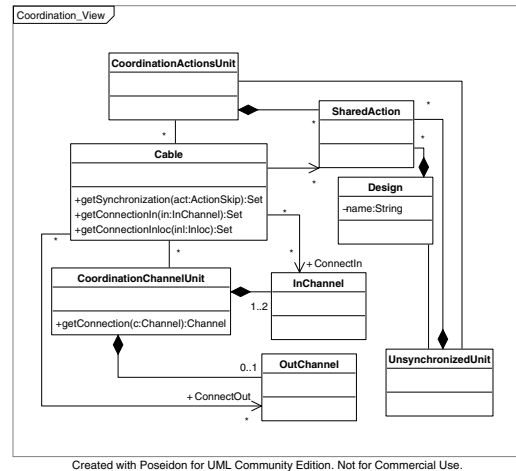 Coordination_View
CoordinationActionsUnit
*
*
SharedAction
*
*
*
*
Cable
+getSynchronization(act:ActionSkip):Set
+getConnectionIn(in:InChannel):Set
+getConnectionInloc(inl:Inloc):Set
Design
-name:String
*
*
*
*
+ ConnectIn
CoordinationChannelUnit
+getConnection(c:Channel):Channel
InChannel
1..2
0..1
OutChannel
UnsynchronizedUnit
+ ConnectOut
*
Created with Poseidon for UML Community Edition. Not for Commercial Use.